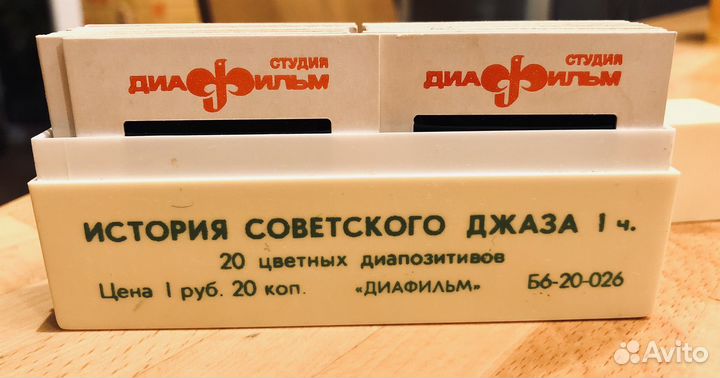 СТУДИЯ
ДИАФИЛЬМ
СТУДИЯ
ДИАФИЛЬМ
ИСТОРИЯ СОВЕТСКОГО ДЖАЗА 1 ч.
20 цветных диапозитивов
Цена 1 руб. 20 коп. «ДИАФИЛЬМ» Б6-20-026
Avito